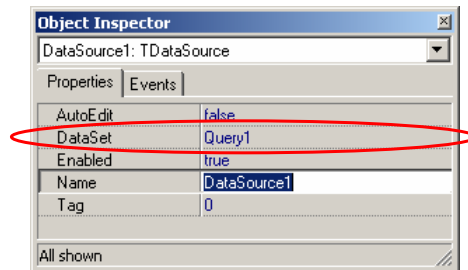 Object Inspector
DataSource1: TDataSource
Properties Events
AutoEdit false
DataSet Query1
Enabled true
Name DataSource1
Tag 0
All shown